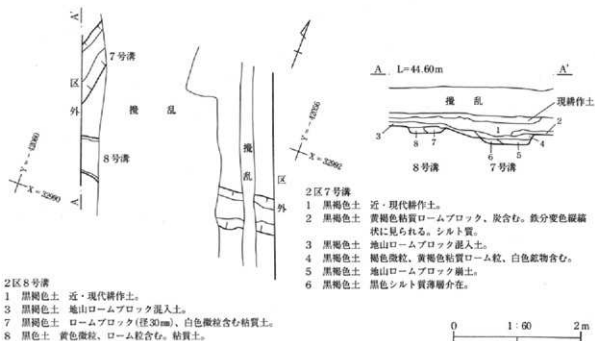 A'
7号溝
区
外
攪乱
8号溝
A
Y=-42060
X=32990
攪
乱
区
外
Y=-42056
X=32992
A L=44.60m A'
攪 乱
現耕作土
1
2
3
8 7
6 5
4
8号溝 7号溝
2区7号溝
1 黒褐色土 近・現代耕作土。
2 黒褐色土 黄褐色粘質ロームブロック、炭含む。鉄分変色縦縞
状に見られる。シルト質。
3 黒褐色土 地山ロームブロック混入土。
4 黒褐色土 褐色微粒、黄褐色粘質ローム粒、白色鉱物含む。
5 黒褐色土 地山ロームブロック崩土。
6 黒褐色土 黒色シルト質薄層介在。
2区8号溝
1 黒褐色土 近・現代耕作土。
3 黒褐色土 地山ロームブロック混入土。
7 黒褐色土 ロームブロック(径30mm)、白色微粒含む粘質土。
8 黒色土 黄色微粒、ローム粒含む。粘質土。
0 1:60 2m